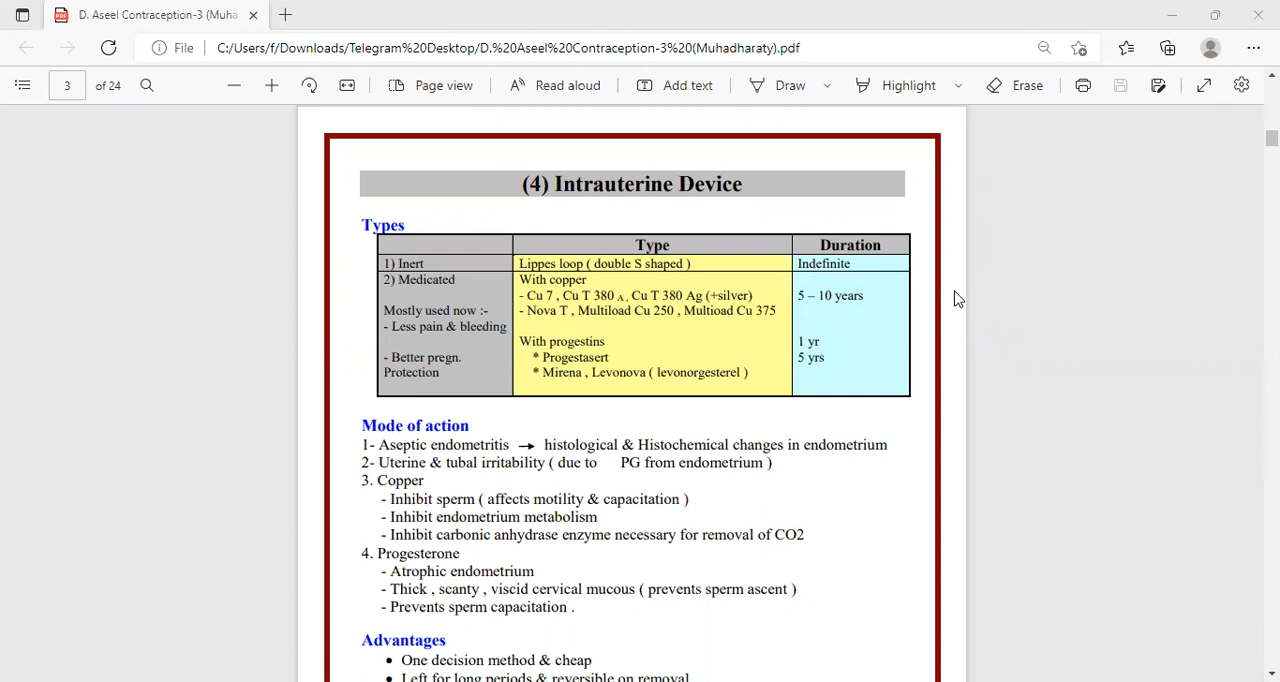 D. Aseel Contraception-3 (Muha
File
C:/Users/f/Downloads/Telegram%20Desktop/D.%20Aseel%20Contraception-3%20(Muhadharaty).pdf
3 of 24
Page view
Read aloud
Add text
Draw
Highlight
Erase
(4) Intrauterine Device
Types
Type Duration
1) Inert Lippes loop ( double S shaped ) Indefinite
2) Medicated With copper
- Cu 7 , Cu T 380 A , Cu T 380 Ag (+silver) 5 – 10 years
Mostly used now :- - Nova T , Multiload Cu 250 , Multioad Cu 375
- Less pain & bleeding
With progestins 1 yr
- Better pregn. * Progestasert 5 yrs
Protection * Mirena , Levonova ( levonorgesterel )
Mode of action
1- Aseptic endometritis → histological & Histochemical changes in endometrium
2- Uterine & tubal irritability ( due to PG from endometrium )
3. Copper
- Inhibit sperm ( affects motility & capacitation )
- Inhibit endometrium metabolism
- Inhibit carbonic anhydrase enzyme necessary for removal of CO2
4. Progesterone
- Atrophic endometrium
- Thick , scanty , viscid cervical mucous ( prevents sperm ascent )
- Prevents sperm capacitation .
Advantages
• One decision method & cheap
• Left for long periods & reversible on removal